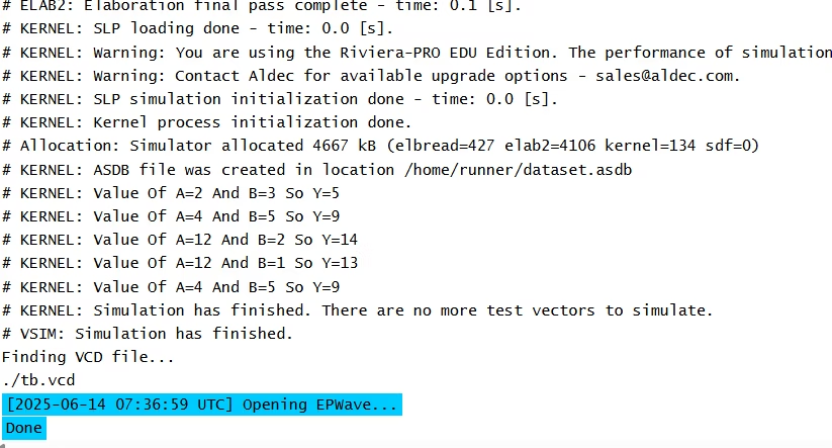 # ELAB2: Elaboration final pass complete - time: 0.1 [s].
# KERNEL: SLP loading done - time: 0.0 [s].
# KERNEL: Warning: You are using the Riviera-PRO EDU Edition. The performance of simulation
# KERNEL: Warning: Contact Aldec for available upgrade options - sales@aldec.com.
# KERNEL: SLP simulation initialization done - time: 0.0 [s].
# KERNEL: Kernel process initialization done.
# Allocation: Simulator allocated 4667 kB (elbread=427 elab2=4106 kernel=134 sdf=0)
# KERNEL: ASDB file was created in location /home/runner/dataset.asdb
# KERNEL: Value Of A=2 And B=3 So Y=5
# KERNEL: Value Of A=4 And B=5 So Y=9
# KERNEL: Value Of A=12 And B=2 So Y=14
# KERNEL: Value Of A=12 And B=1 So Y=13
# KERNEL: Value Of A=4 And B=5 So Y=9
# KERNEL: Simulation has finished. There are no more test vectors to simulate.
# VSIM: Simulation has finished.
Finding VCD file...
./tb.vcd
[2025-06-14 07:36:59 UTC] Opening EPWave...
Done